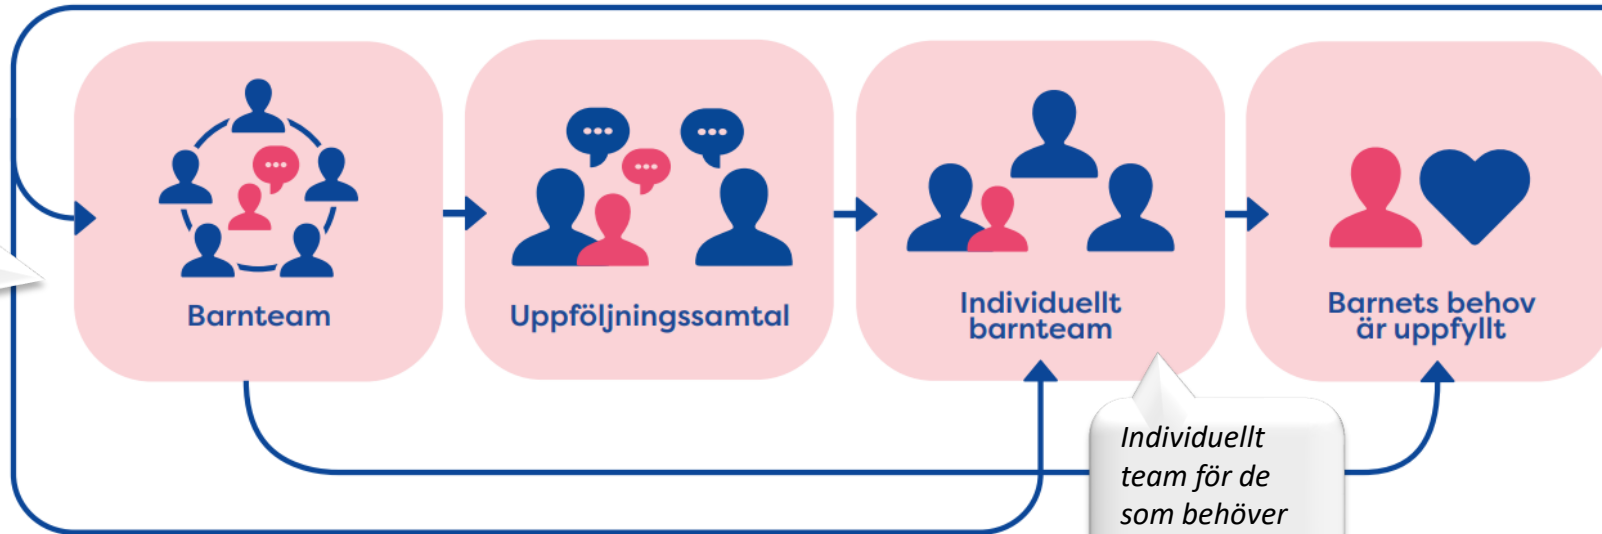 Barnteam
Uppföljningssamtal
Individuellt
barnteam
Barnets behov
är uppfyllt
Individuellt
team för de
som behöver